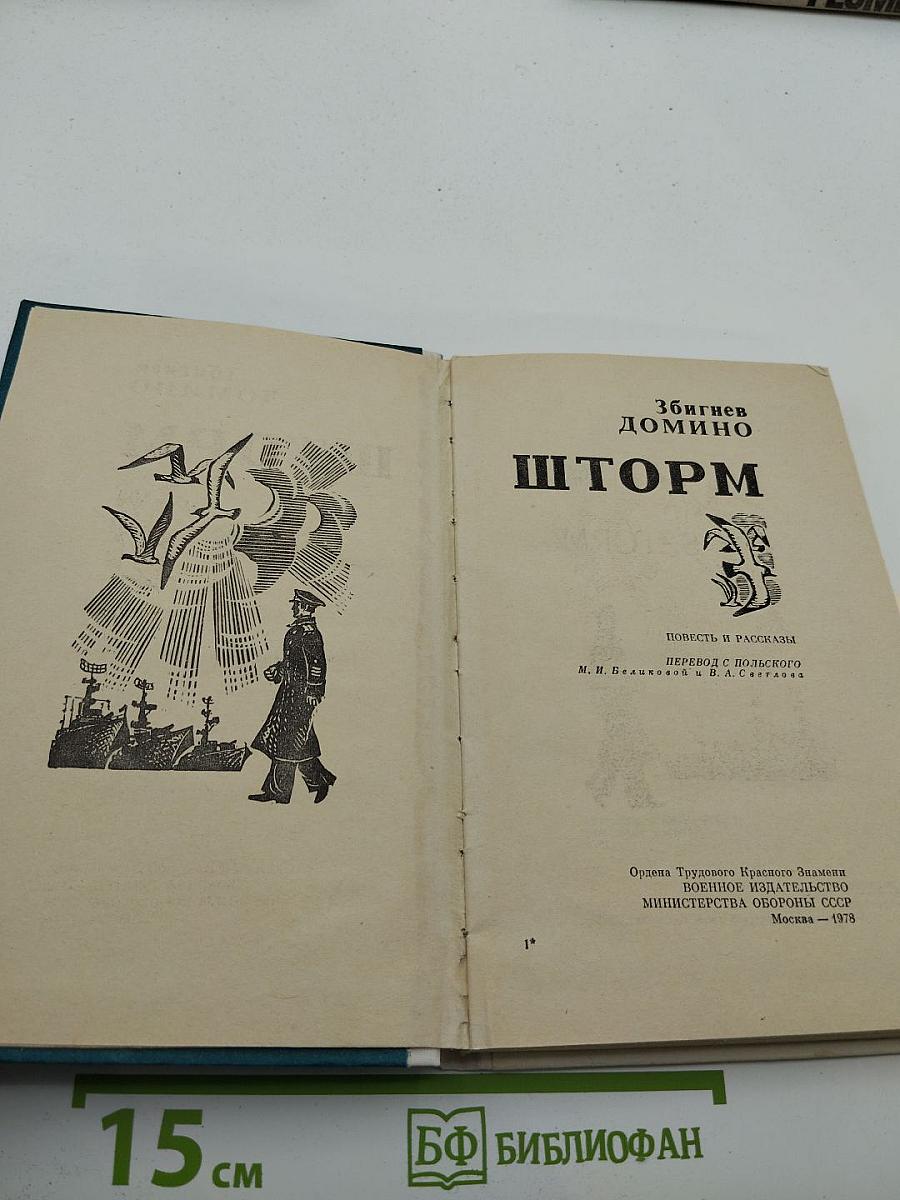 Збигнев
ДОМИНО
ШТОРМ
ПОВЕСТЬ И РАССКАЗЫ
ПЕРЕВОД С ПОЛЬСКОГО
М. И. Беликовой и В. А. Светлова
Ордена Трудового Красного Знамени
ВОЕННОЕ ИЗДАТЕЛЬСТВО
МИНИСТЕРСТВА ОБОРОНЫ СССР
Москва — 1978
1*
15 см
БФ БИБЛИОФАН